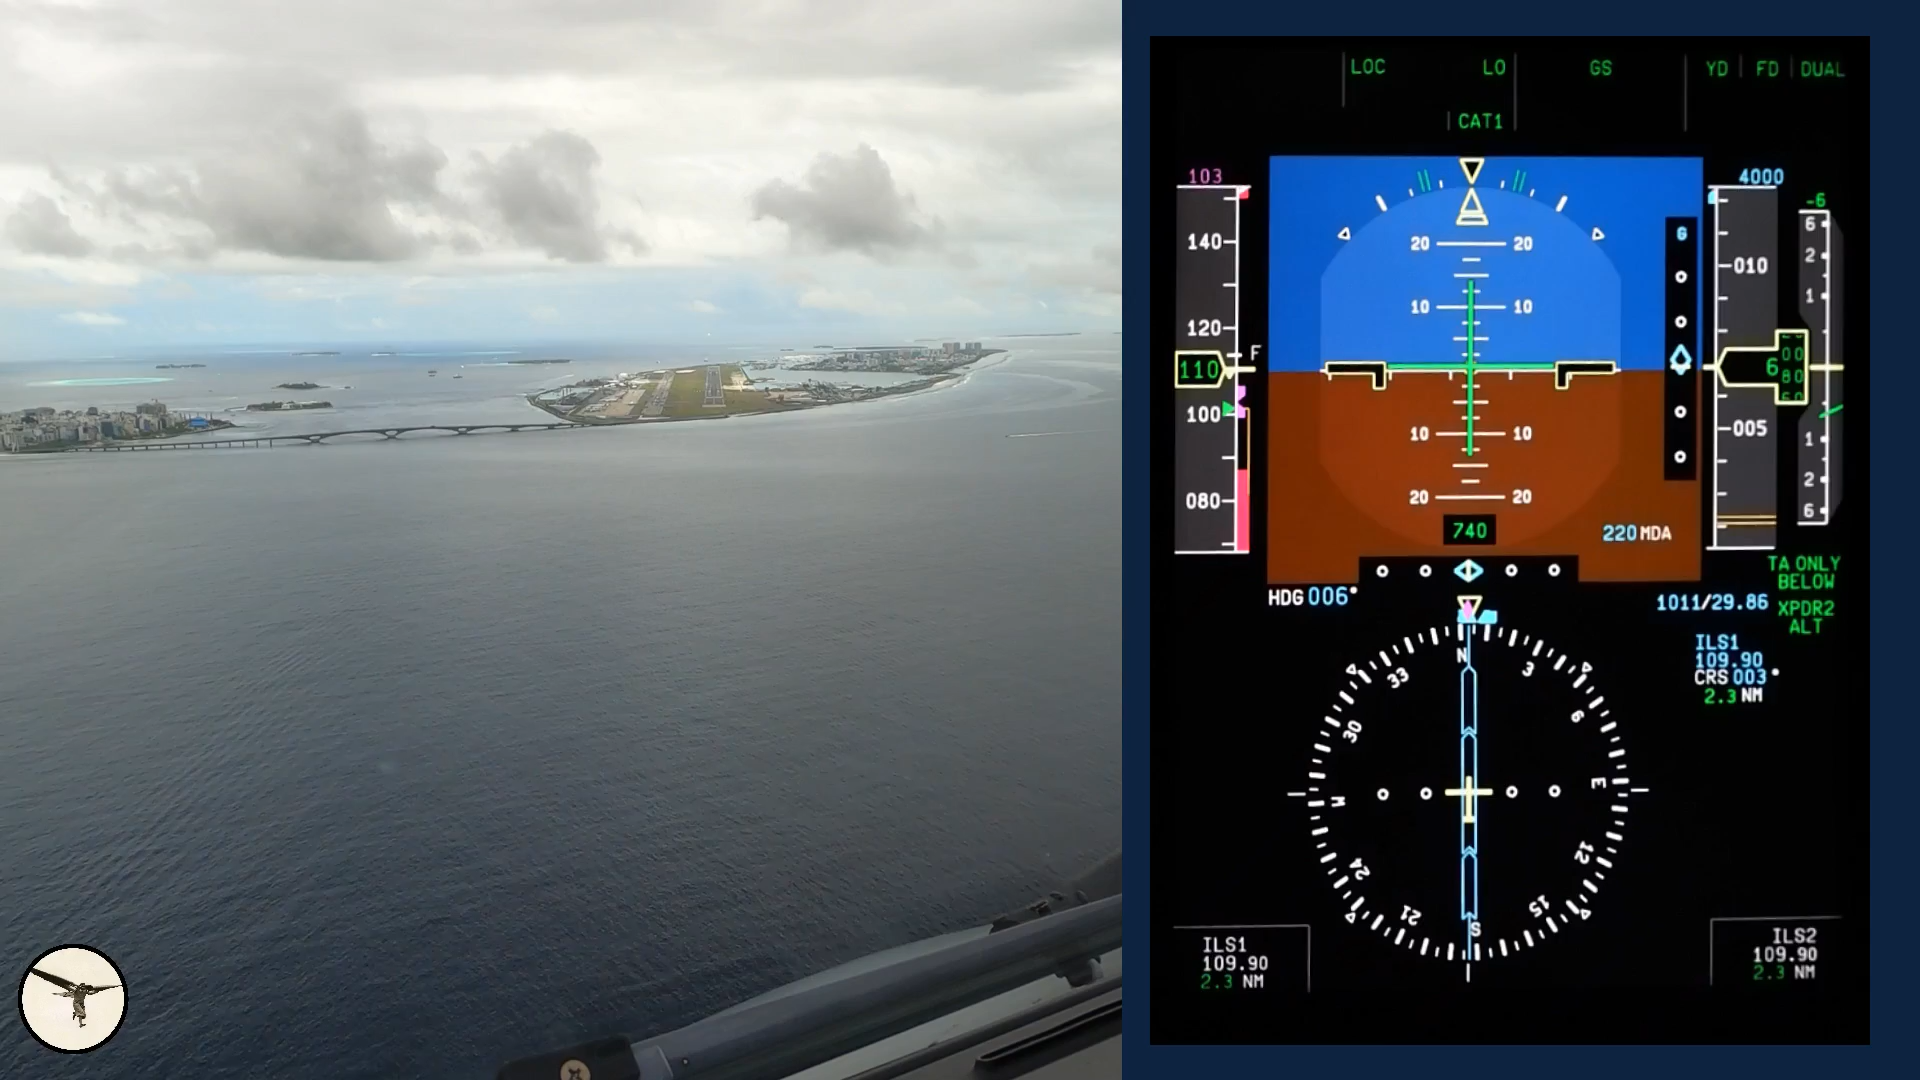 LOC LO GS YD FD DUAL
CAT1
103
4000
-6
140
120
F
110
100
080
20 20
10 10
10 10
20 20
G
010
6
00
80
60
005
6
2
1
1
2
6
740
220 MDA
TA ONLY
BELOW
HDG 006°
1011/29.86
XPDR2
ALT
ILS1
109.90
CRS 003°
2.3 NM
N
3
6
E
12
15
S
21
24
W
30
33
ILS1
109.90
2.3 NM
ILS2
109.90
2.3 NM